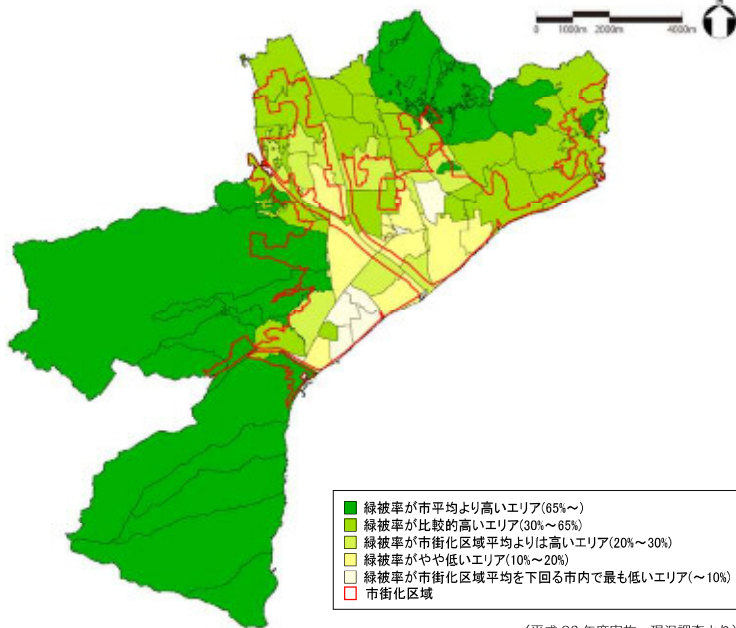 N
0 1000m 2000m 4000m
緑被率が市平均より高いエリア(65%～)
緑被率が比較的高いエリア(30%～65%)
緑被率が市街化区域平均よりは高いエリア(20%～30%)
緑被率がやや低いエリア(10%～20%)
緑被率が市街化区域平均を下回る市内で最も低いエリア(～10%)
市街化区域